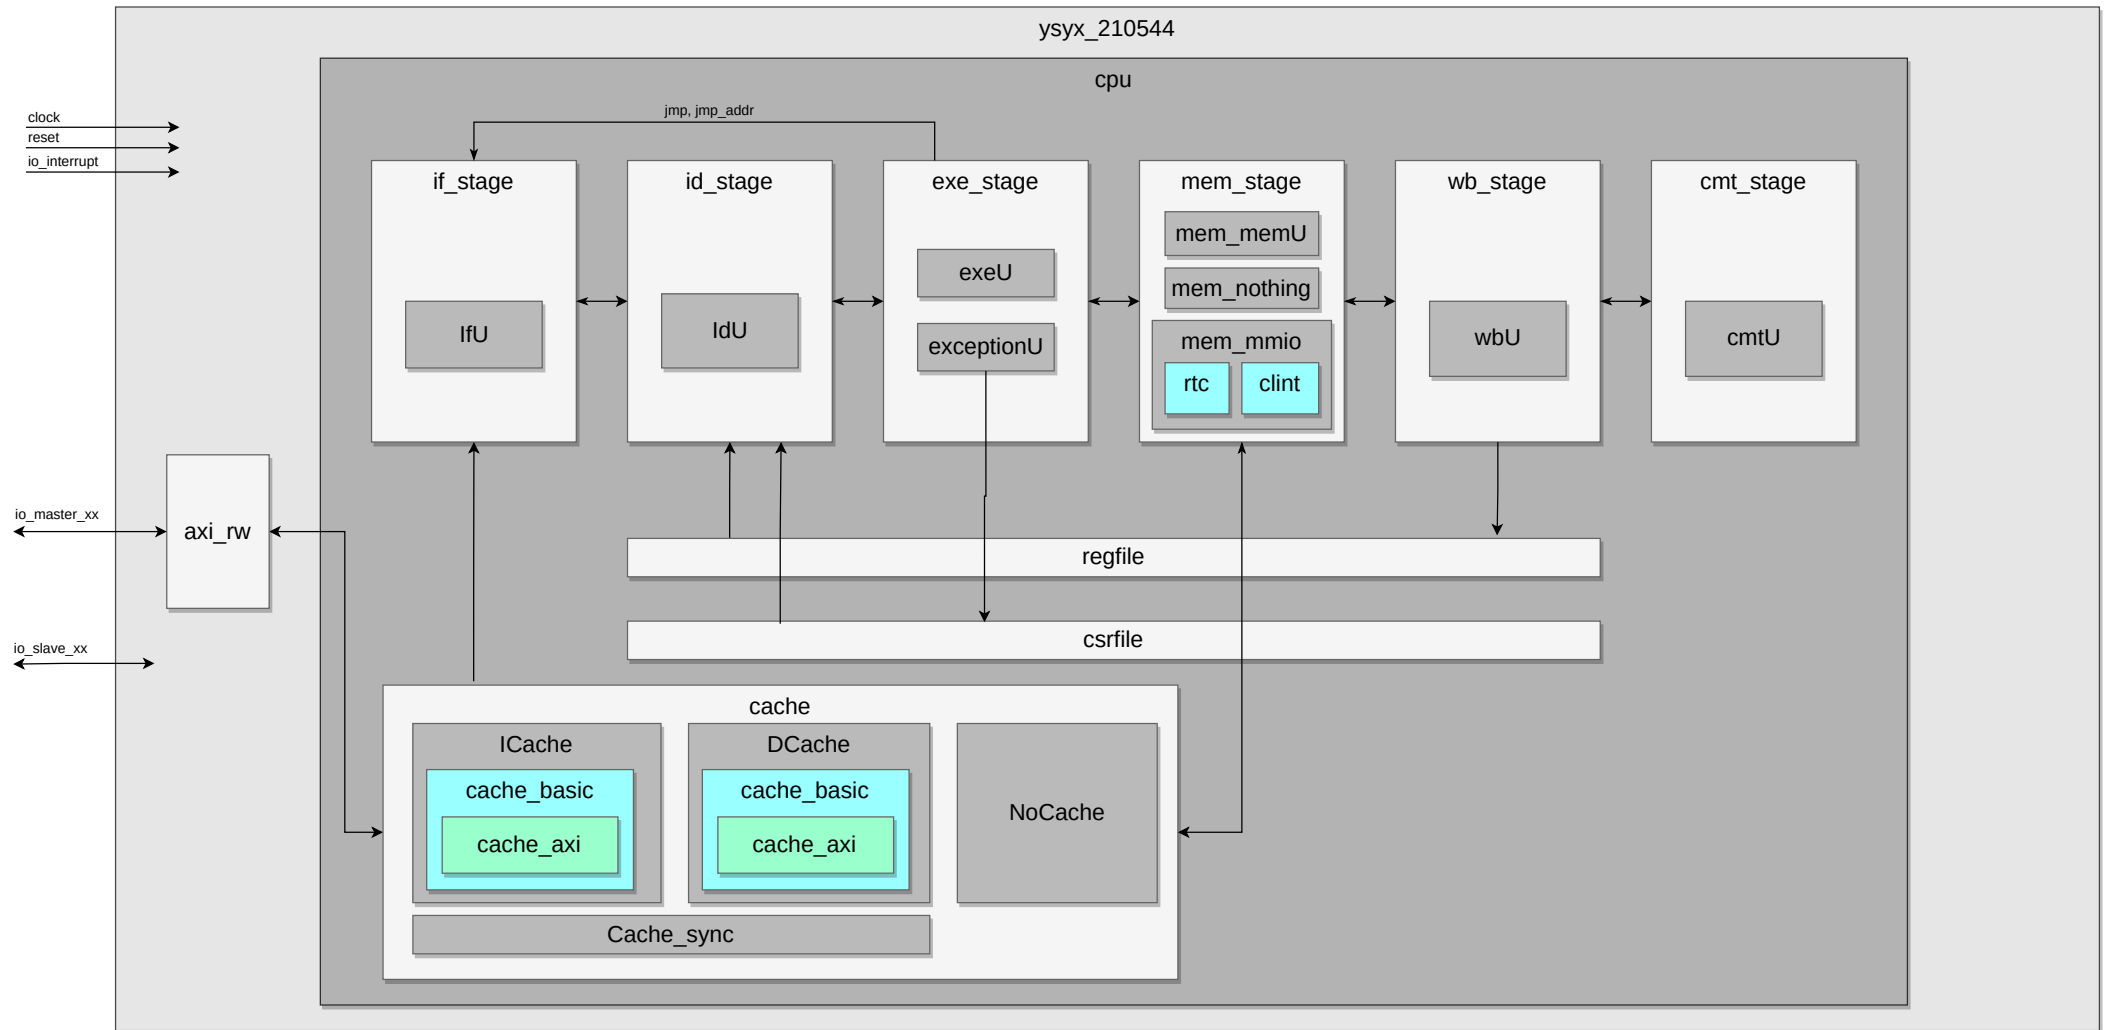 ysyx_210544
cpu
clock
reset
io_interrupt
jmp, jmp_addr
if_stage
IfU
id_stage
IdU
exe_stage
exeU
exceptionU
mem_stage
mem_memU
mem_nothing
mem_mmio
rtc
clint
wb_stage
wbU
cmt_stage
cmtU
io_master_xx
axi_rw
io_slave_xx
regfile
csrfile
cache
ICache
cache_basic
cache_axi
DCache
cache_basic
cache_axi
NoCache
Cache_sync